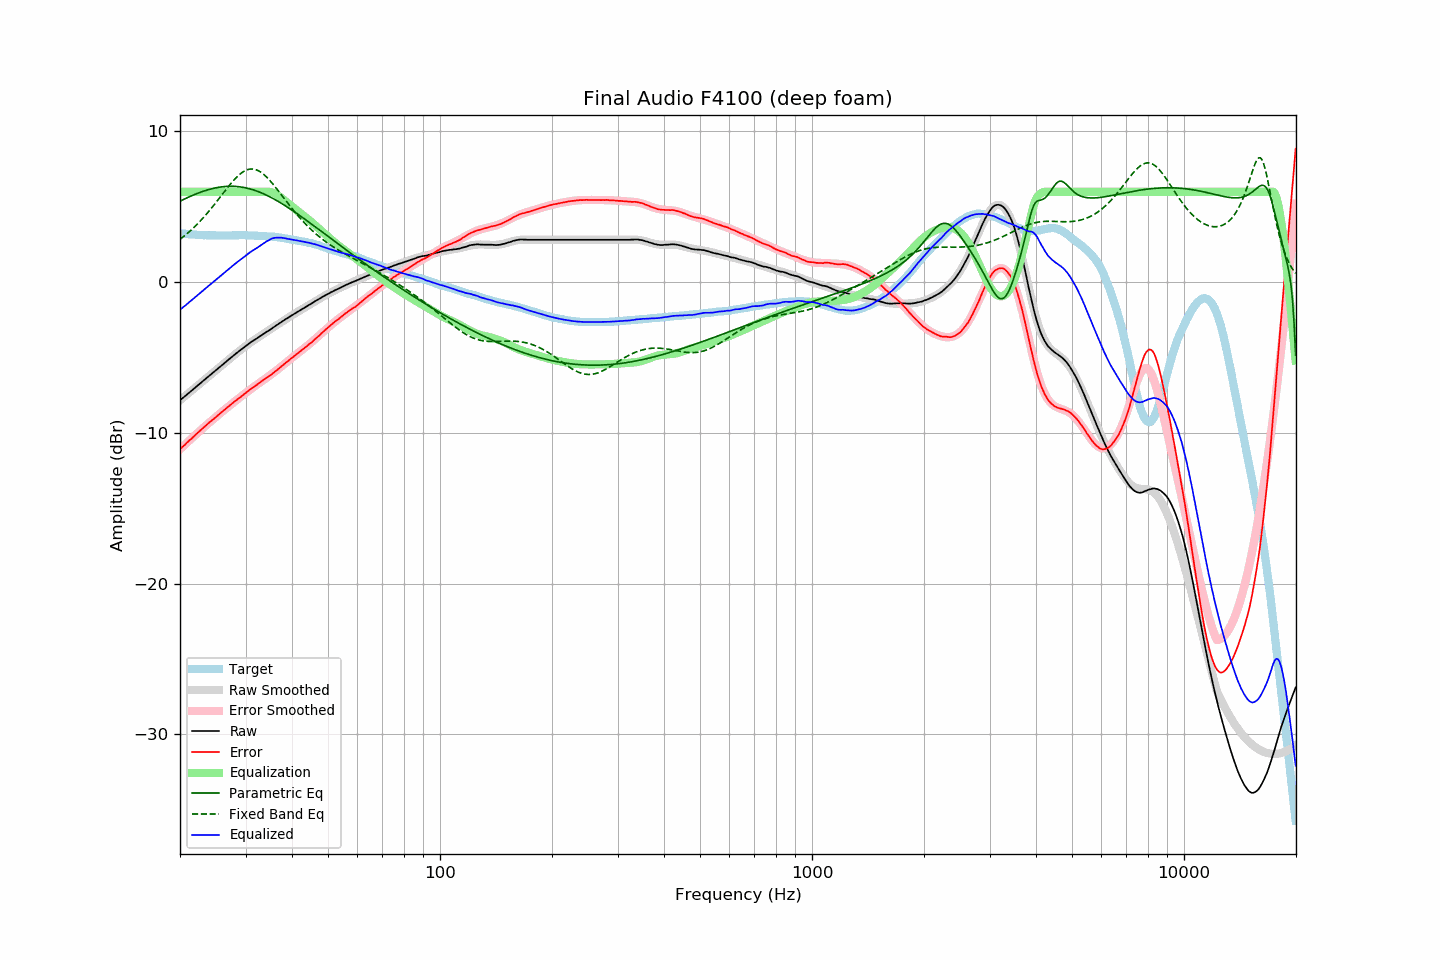 Final Audio F4100 (deep foam)
10
0
−10
−20
−30
Amplitude (dBr)
Target
Raw Smoothed
Error Smoothed
Raw
Error
Equalization
Parametric Eq
Fixed Band Eq
Equalized
100
1000
10000
Frequency (Hz)